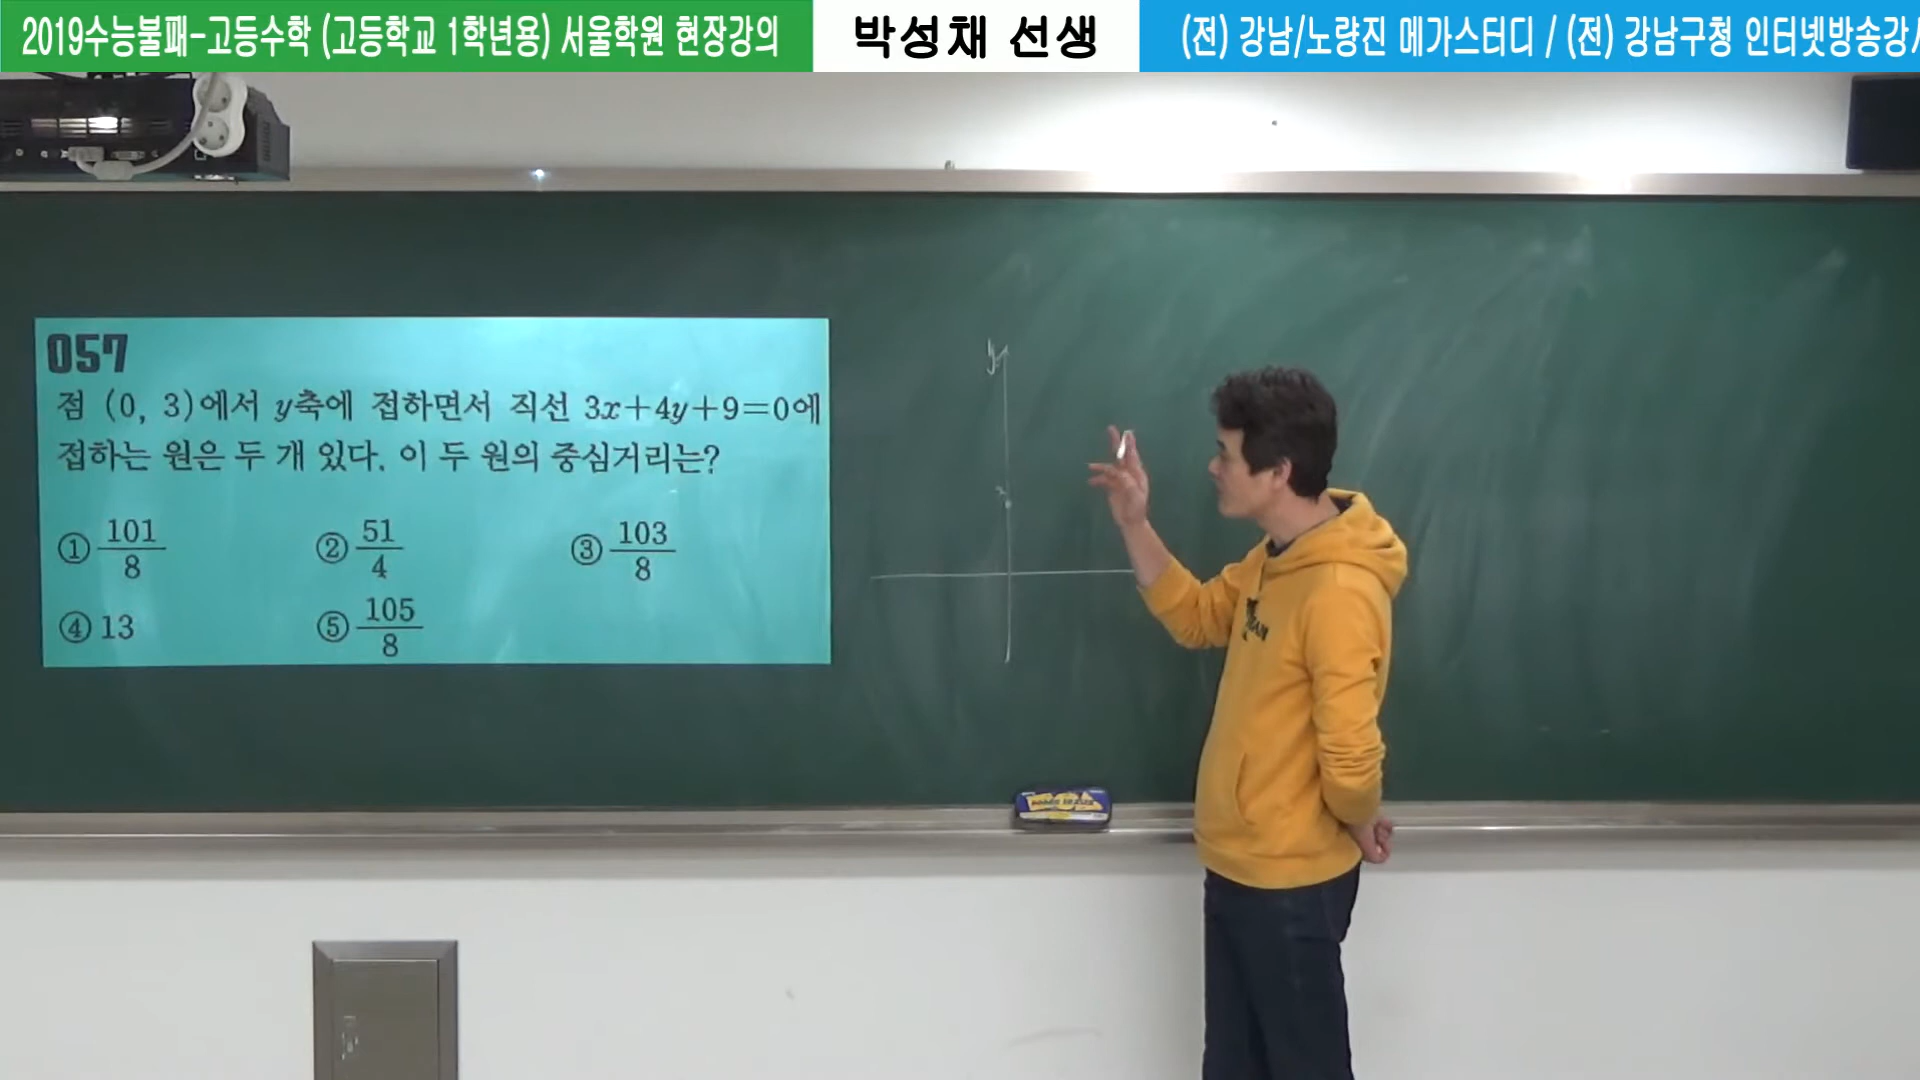 2019수능불패-고등수학 (고등학교 1학년용) 서울학원 현장강의
박성채 선생
(전) 강남/노량진 메가스터디 / (전) 강남구청 인터넷방송강
057
점 (0, 3)에서 y축에 접하면서 직선 3x+4y+9=0에
접하는 원은 두 개 있다. 이 두 원의 중심거리는?
① 101/8 ② 51/4 ③ 103/8
④ 13 ⑤ 105/8
y